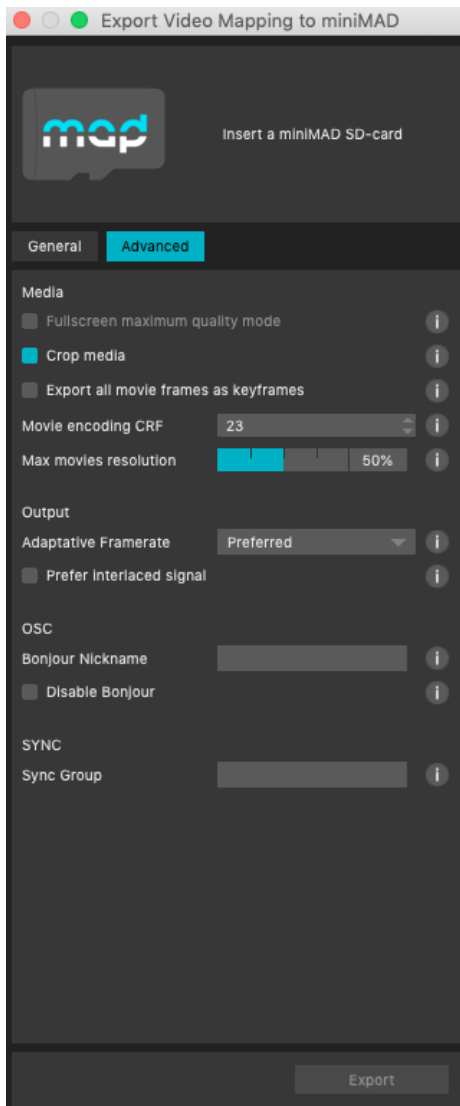 Export Video Mapping to miniMAD
mad
Insert a miniMAD SD-card
General Advanced
Media
Fullscreen maximum quality mode i
Crop media i
Export all movie frames as keyframes i
Movie encoding CRF 23 i
Max movies resolution 50% i
Output
Adaptative Framerate Preferred i
Prefer interlaced signal i
OSC
Bonjour Nickname i
Disable Bonjour i
SYNC
Sync Group i
Export